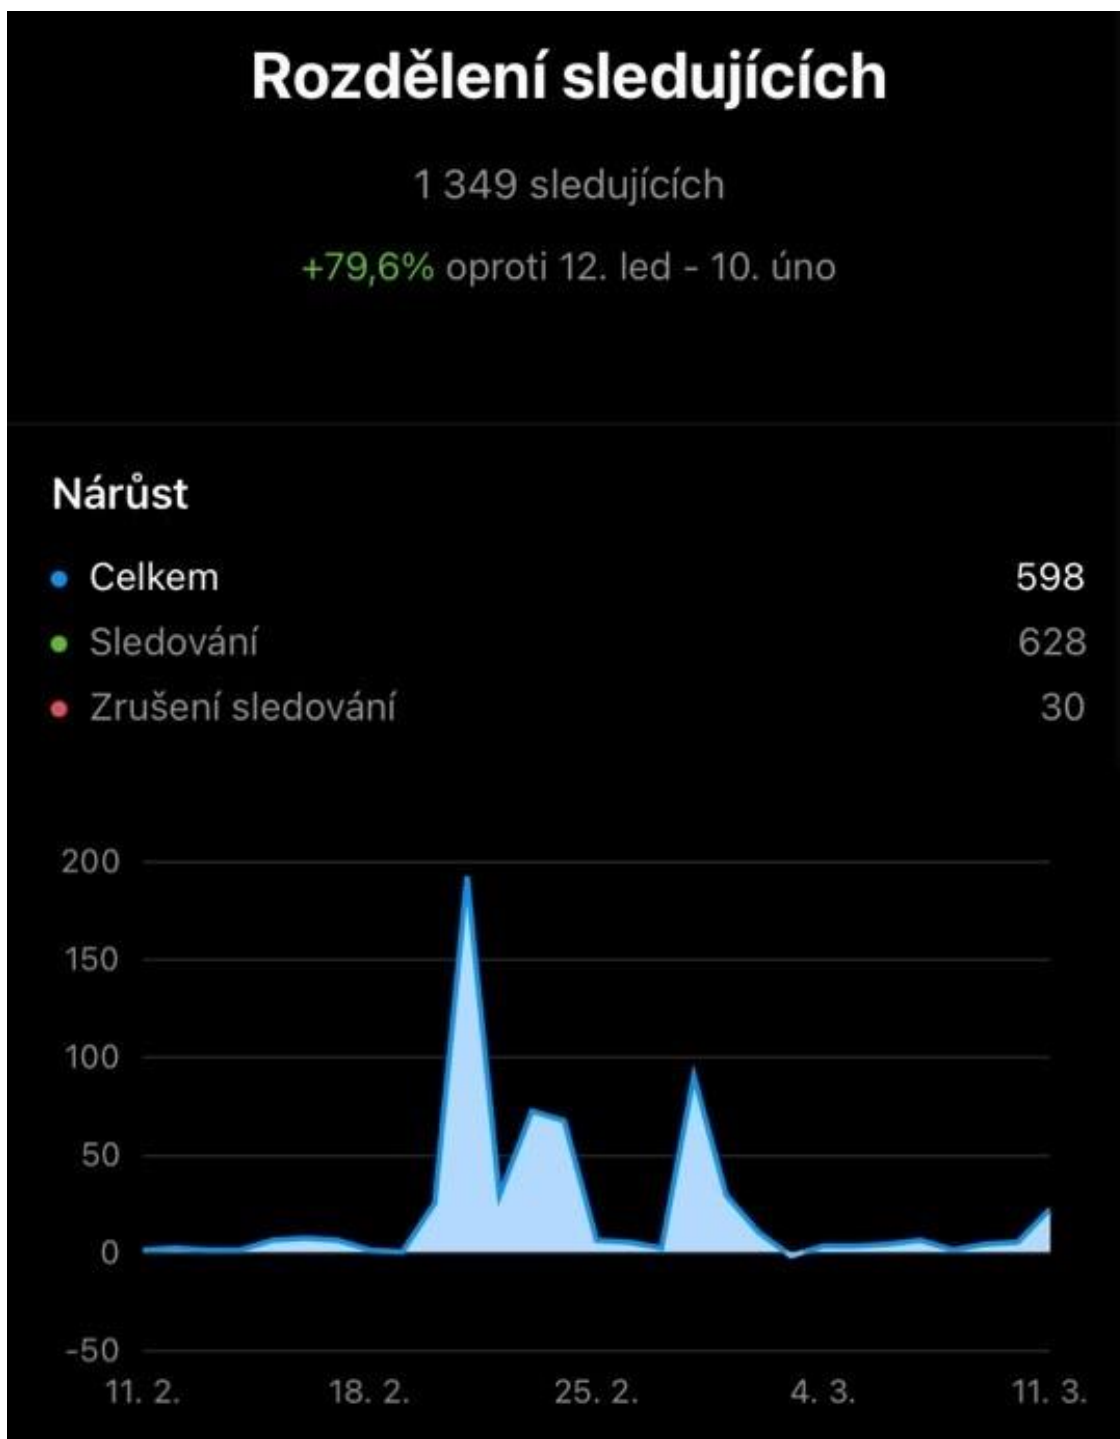 Rozdělení sledujících
1 349 sledujících
+79,6% oproti 12. led - 10. úno
Nárůst
Celkem 598
Sledování 628
Zrušení sledování 30
200
150
100
50
0
-50
11. 2. 18. 2. 25. 2. 4. 3. 11. 3.